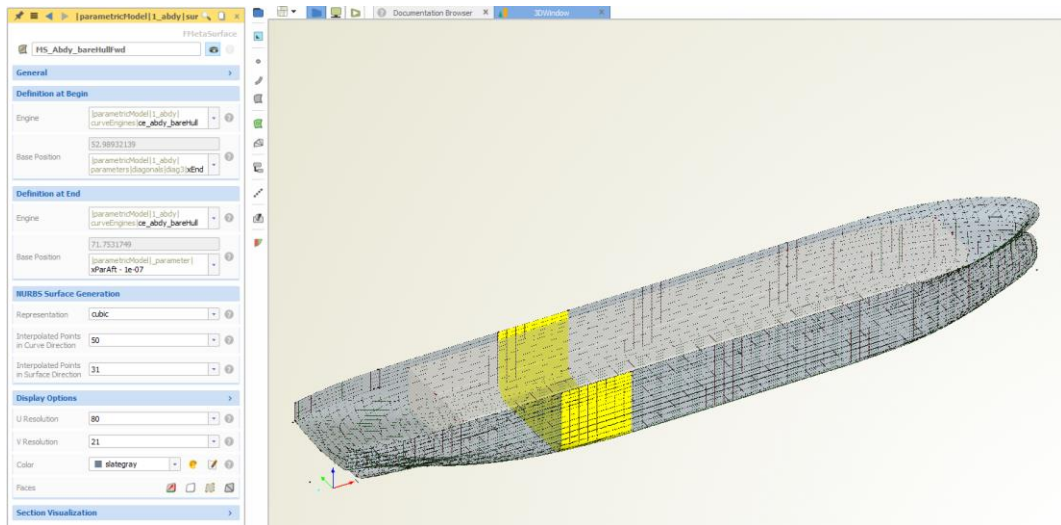 |parametricModel|1_abdy|sur
Documentation Browser
3DWindow
FMetaSurface
MS_Abdy_bareHullFwd
General
Definition at Begin
Engine
|parametricModel|1_abdy|
curveEngines|ce_abdy_bareHull
52,98932139
Base Position
|parametricModel|1_abdy|
parameters|diagonals|diag3|xEnd
Definition at End
Engine
|parametricModel|1_abdy|
curveEngines|ce_abdy_bareHull
71,7531749
Base Position
|parametricModel|_parameter|
xParAft - 1e-07
NURBS Surface Generation
Representation
cubic
Interpolated Points
in Curve Direction
50
Interpolated Points
in Surface Direction
31
Display Options
U Resolution
80
V Resolution
21
Color
slategray
Faces
Section Visualization